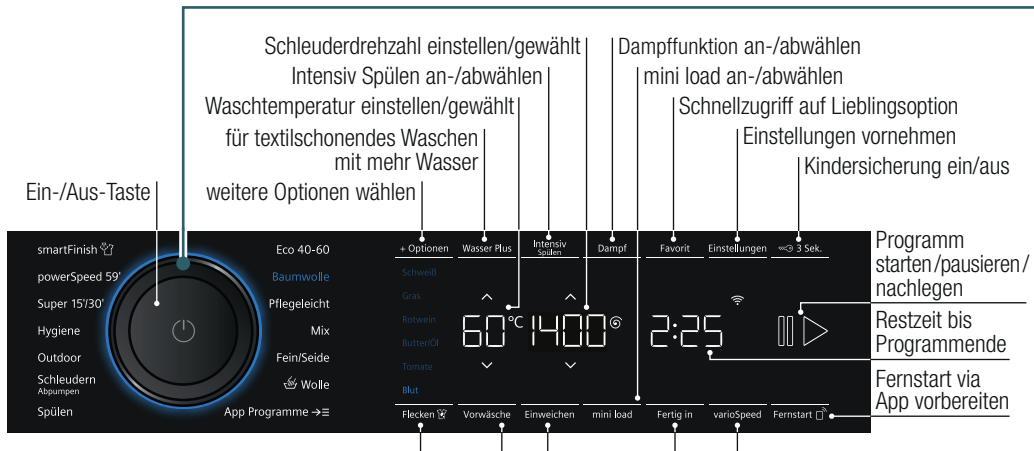 Schleuderdrehzahl einstellen/gewählt
Dampffunktion an-/abwählen
Intensiv Spülen an-/abwählen
mini load an-/abwählen
Waschtemperatur einstellen/gewählt
Schnellzugriff auf Lieblingsoption
für textilschonendes Waschen
mit mehr Wasser
Einstellungen vornehmen
Kindersicherung ein/aus
weitere Optionen wählen
Ein-/Aus-Taste
smartFinish
powerSpeed 59'
Super 15'/30'
Hygiene
Outdoor
Schleudern
Abpumpen
Spülen
Eco 40-60
Baumwolle
Pflegeleicht
Mix
Fein/Seide
Wolle
App Programme →
+ Optionen
Wasser Plus
Intensiv
Spülen
Dampf
Favorit
Einstellungen
3 Sek.
Schweiß
Gras
Rotwein
Butter/Öl
Tomate
Blut
60 °C
1400
2:25
Flecken
Vorwäsche
Einweichen
mini load
Fertig in
varioSpeed
Fernstart
Programm
starten/pausieren/
nachlegen
Restzeit bis
Programmende
Fernstart via
App vorbereiten